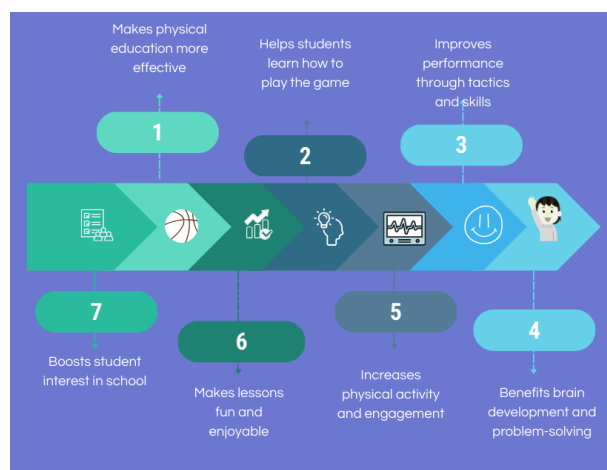 Makes physical
education more
effective
1
Helps students
learn how to
play the game
2
Improves
performance
through tactics
and skills
3
7
Boosts student
interest in school
6
Makes lessons
fun and
enjoyable
5
Increases
physical activity
and engagement
4
Benefits brain
development and
problem-solving